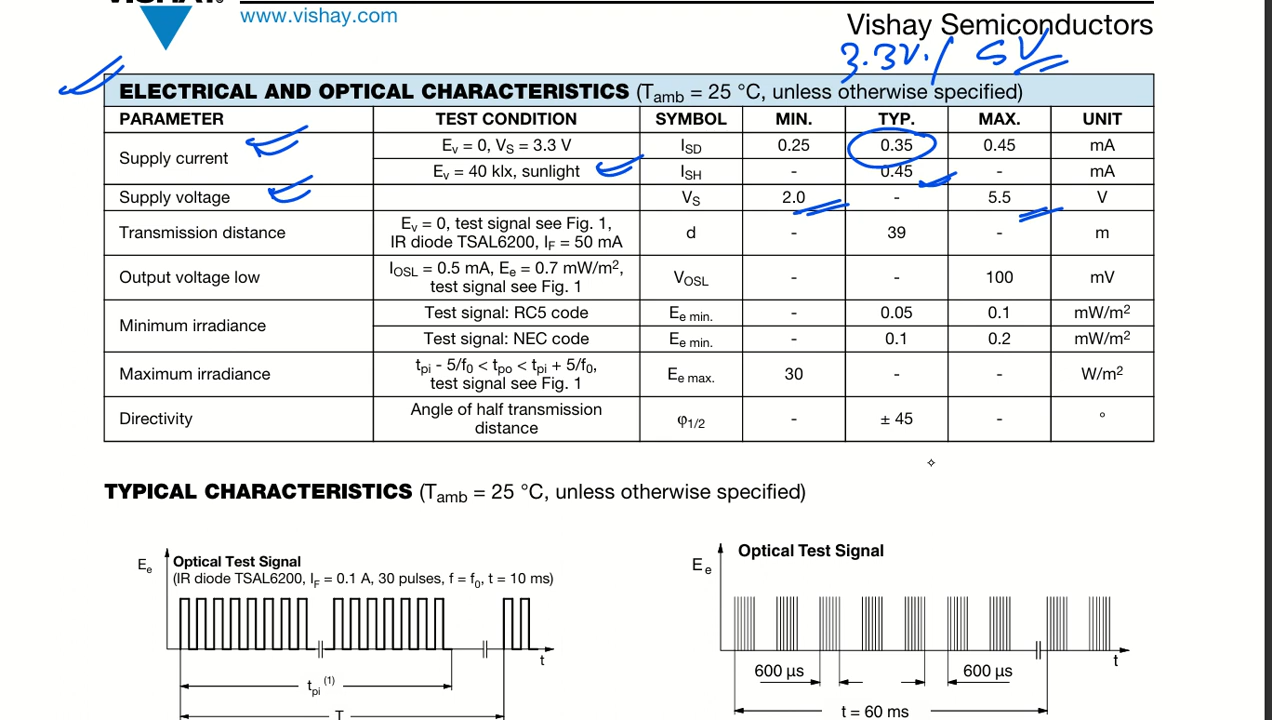 VISHAY®
www.vishay.com
Vishay Semiconductors
3.3V / 5V
ELECTRICAL AND OPTICAL CHARACTERISTICS (Tamb = 25 °C, unless otherwise specified)
PARAMETER TEST CONDITION SYMBOL MIN. TYP. MAX. UNIT
Supply current Ev = 0, VS = 3.3 V ISD 0.25 0.35 0.45 mA
Ev = 40 klx, sunlight ISH - 0.45 - mA
Supply voltage VS 2.0 - 5.5 V
Transmission distance Ev = 0, test signal see Fig. 1, d - 39 - m
IR diode TSAL6200, IF = 50 mA
Output voltage low IOSL = 0.5 mA, Ee = 0.7 mW/m², VOSL - - 100 mV
test signal see Fig. 1
Minimum irradiance Test signal: RC5 code Ee min. - 0.05 0.1 mW/m²
Test signal: NEC code Ee min. - 0.1 0.2 mW/m²
Maximum irradiance tpi - 5/f0 < tpo < tpi + 5/f0, Ee max. 30 - - W/m²
test signal see Fig. 1
Directivity Angle of half transmission φ1/2 - ± 45 - °
distance
TYPICAL CHARACTERISTICS (Tamb = 25 °C, unless otherwise specified)
Ee Optical Test Signal
(IR diode TSAL6200, IF = 0.1 A, 30 pulses, f = f0, t = 10 ms)
t
tpi (1)
T
Ee Optical Test Signal
t
600 µs 600 µs
t = 60 ms